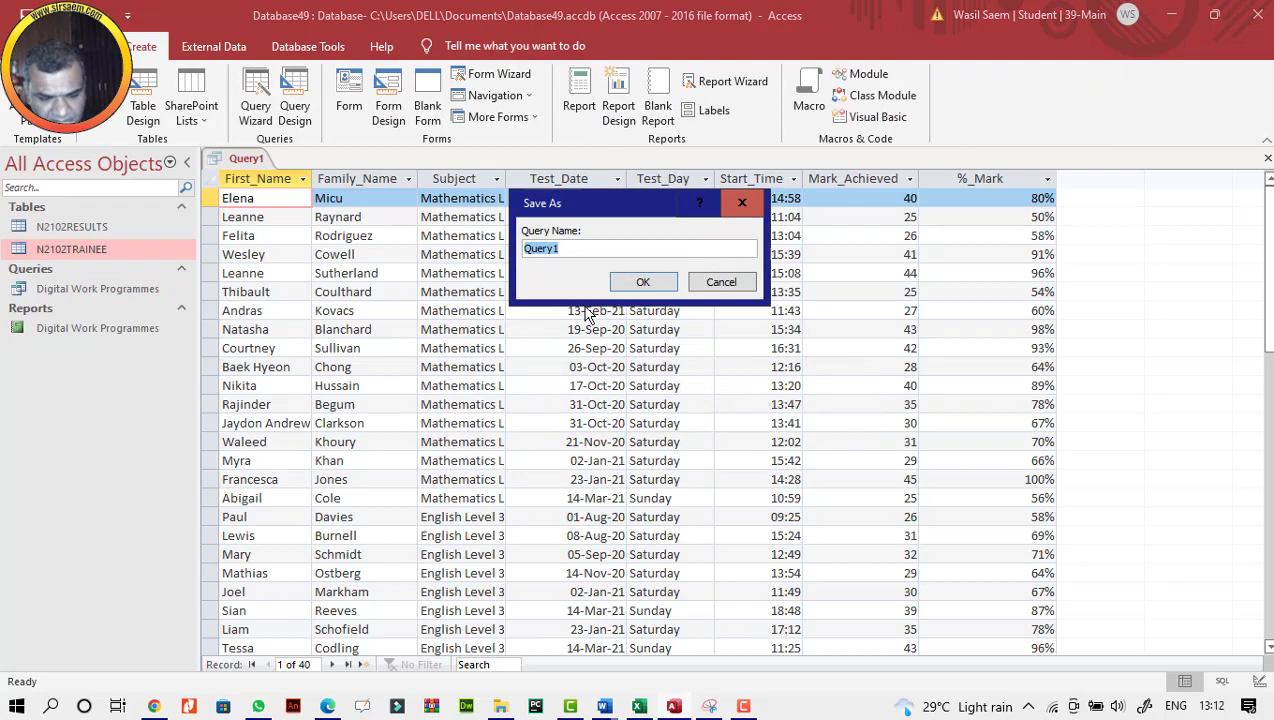 www.sirsaem.com
Database49 : Database- C:\Users\DELL\Documents\Database49.accdb (Access 2007 - 2016 file format) - Access
Wasil Saem | Student | 39-Main WS
Create External Data Database Tools Help Tell me what you want to do
Table Design SharePoint Lists Query Wizard Query Design Form Form Design Blank Form Form Wizard Navigation More Forms Report Report Design Blank Report Report Wizard Labels Macro Module Class Module Visual Basic
Templates Tables Queries Forms Reports Macros & Code
All Access Objects
Search...
Tables
N2102RESULTS
N2102TRAINEE
Queries
Digital Work Programmes
Reports
Digital Work Programmes
Query1
First_Name Family_Name Subject Test_Date Test_Day Start_Time Mark_Achieved %_Mark
Elena Micu Mathematics L 14:58 40 80%
Leanne Raynard Mathematics L 11:04 25 50%
Felita Rodriguez Mathematics L 13:04 26 58%
Wesley Cowell Mathematics L 15:39 41 91%
Leanne Sutherland Mathematics L 15:08 44 96%
Thibault Coulthard Mathematics L 13:35 25 54%
Andras Kovacs Mathematics L 13-Feb-21 Saturday 11:43 27 60%
Natasha Blanchard Mathematics L 19-Sep-20 Saturday 15:34 43 98%
Courtney Sullivan Mathematics L 26-Sep-20 Saturday 16:31 42 93%
Baek Hyeon Chong Mathematics L 03-Oct-20 Saturday 12:16 28 64%
Nikita Hussain Mathematics L 17-Oct-20 Saturday 13:20 40 89%
Rajinder Begum Mathematics L 31-Oct-20 Saturday 13:47 35 78%
Jaydon Andrew Clarkson Mathematics L 31-Oct-20 Saturday 13:41 30 67%
Waleed Khoury Mathematics L 21-Nov-20 Saturday 12:02 31 70%
Myra Khan Mathematics L 02-Jan-21 Saturday 15:42 29 66%
Francesca Jones Mathematics L 23-Jan-21 Saturday 14:28 45 100%
Abigail Cole Mathematics L 14-Mar-21 Sunday 10:59 25 56%
Paul Davies English Level 3 01-Aug-20 Saturday 09:25 26 58%
Lewis Burnell English Level 3 08-Aug-20 Saturday 15:24 31 69%
Mary Schmidt English Level 3 05-Sep-20 Saturday 12:49 32 71%
Mathias Ostberg English Level 3 14-Nov-20 Saturday 13:54 29 64%
Joel Markham English Level 3 02-Jan-21 Saturday 11:49 30 67%
Sian Reeves English Level 3 14-Mar-21 Sunday 18:48 39 87%
Liam Schofield English Level 3 23-Jan-21 Saturday 17:12 35 78%
Tessa Codling English Level 3 14-Mar-21 Sunday 11:25 43 96%
Save As ?
Query Name:
Query1
OK Cancel
Record: 1 of 40 No Filter Search
Ready SQL
29°C Light rain ENG 13:12